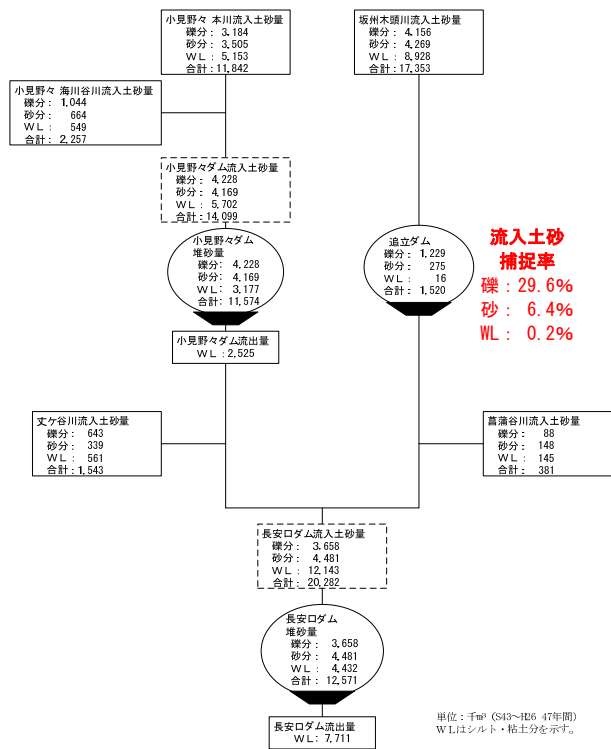 小見野々 本川流入土砂量
礫分： 3,184
砂分： 3,505
ＷＬ： 5,153
合計：11,842
坂州木頭川流入土砂量
礫分： 4,156
砂分： 4,269
ＷＬ： 8,928
合計：17,353
小見野々 海川谷川流入土砂量
礫分：1,044
砂分： 664
ＷＬ： 549
合計：2,257
小見野々ダム流入土砂量
礫分： 4,228
砂分： 4,169
ＷＬ： 5,702
合計：14,099
小見野々ダム
堆砂量
礫分： 4,228
砂分： 4,169
ＷＬ： 3,177
合計：11,574
追立ダム
礫分：1,229
砂分： 275
ＷＬ： 16
合計：1,520
流入土砂
捕捉率
礫：29.6%
砂： 6.4%
WL： 0.2%
小見野々ダム流出量
ＷＬ：2,525
丈ケ谷川流入土砂量
礫分： 643
砂分： 339
ＷＬ： 561
合計：1,543
菖蒲谷川流入土砂量
礫分： 88
砂分： 148
ＷＬ： 145
合計： 381
長安口ダム流入土砂量
礫分： 3,658
砂分： 4,481
ＷＬ： 12,143
合計： 20,282
長安口ダム
堆砂量
礫分： 3,658
砂分： 4,481
ＷＬ： 4,432
合計：12,571
長安口ダム流出量
ＷＬ：7,711
単位：千m³（S43～H26 47年間）
ＷＬはシルト・粘土分を示す。